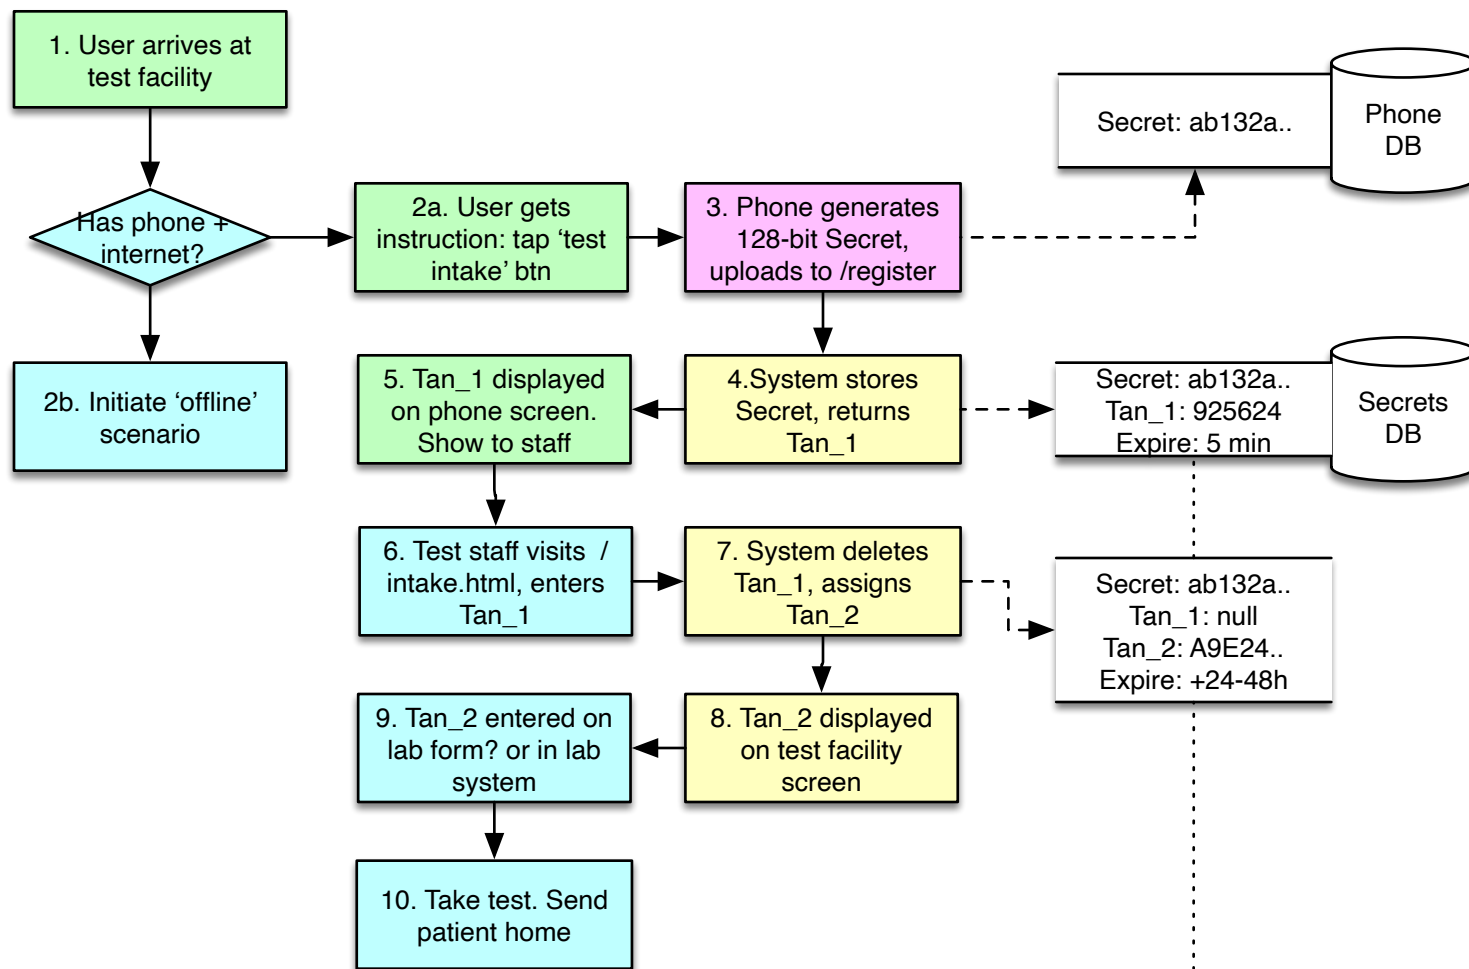 1. User arrives at
test facility
Has phone +
internet?
2a. User gets
instruction: tap ‘test
intake’ btn
3. Phone generates
128-bit Secret,
uploads to /register
Secret: ab132a..
Phone
DB
2b. Initiate ‘offline’
scenario
5. Tan_1 displayed
on phone screen.
Show to staff
4.System stores
Secret, returns
Tan_1
Secret: ab132a..
Tan_1: 925624
Expire: 5 min
Secrets
DB
6. Test staff visits /
intake.html, enters
Tan_1
7. System deletes
Tan_1, assigns
Tan_2
Secret: ab132a..
Tan_1: null
Tan_2: A9E24..
Expire: +24-48h
9. Tan_2 entered on
lab form? or in lab
system
8. Tan_2 displayed
on test facility
screen
10. Take test. Send
patient home